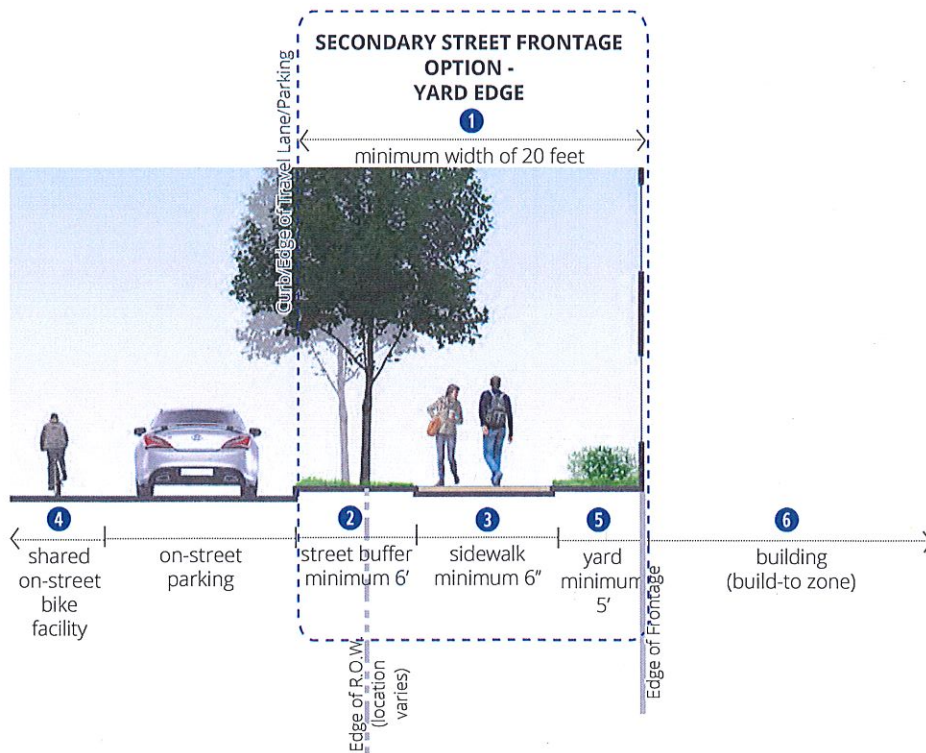 SECONDARY STREET FRONTAGE
OPTION -
YARD EDGE
1
minimum width of 20 feet
Curb/Edge of Travel Lane/Parking
4
shared
on-street
bike
facility
on-street
parking
2
street buffer
minimum 6'
3
sidewalk
minimum 6"
5
yard
minimum
5'
6
building
(build-to zone)
Edge of R.O.W.
(location
varies)
Edge of Frontage